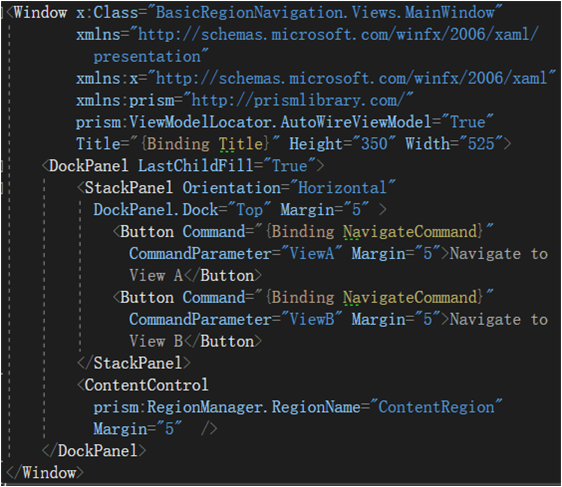 <Window x:Class="BasicRegionNavigation.Views.MainWindow"
xmlns="http://schemas.microsoft.com/winfx/2006/xaml/
presentation"
xmlns:x="http://schemas.microsoft.com/winfx/2006/xaml"
xmlns:prism="http://prismlibrary.com/"
prism:ViewModelLocator.AutoWireViewModel="True"
Title="{Binding Title}" Height="350" Width="525">
<DockPanel LastChildFill="True">
<StackPanel Orientation="Horizontal"
DockPanel.Dock="Top" Margin="5" >
<Button Command="{Binding NavigateCommand}"
CommandParameter="ViewA" Margin="5">Navigate to
View A</Button>
<Button Command="{Binding NavigateCommand}"
CommandParameter="ViewB" Margin="5">Navigate to
View B</Button>
</StackPanel>
<ContentControl
prism:RegionManager.RegionName="ContentRegion"
Margin="5"  />
</DockPanel>
</Window>